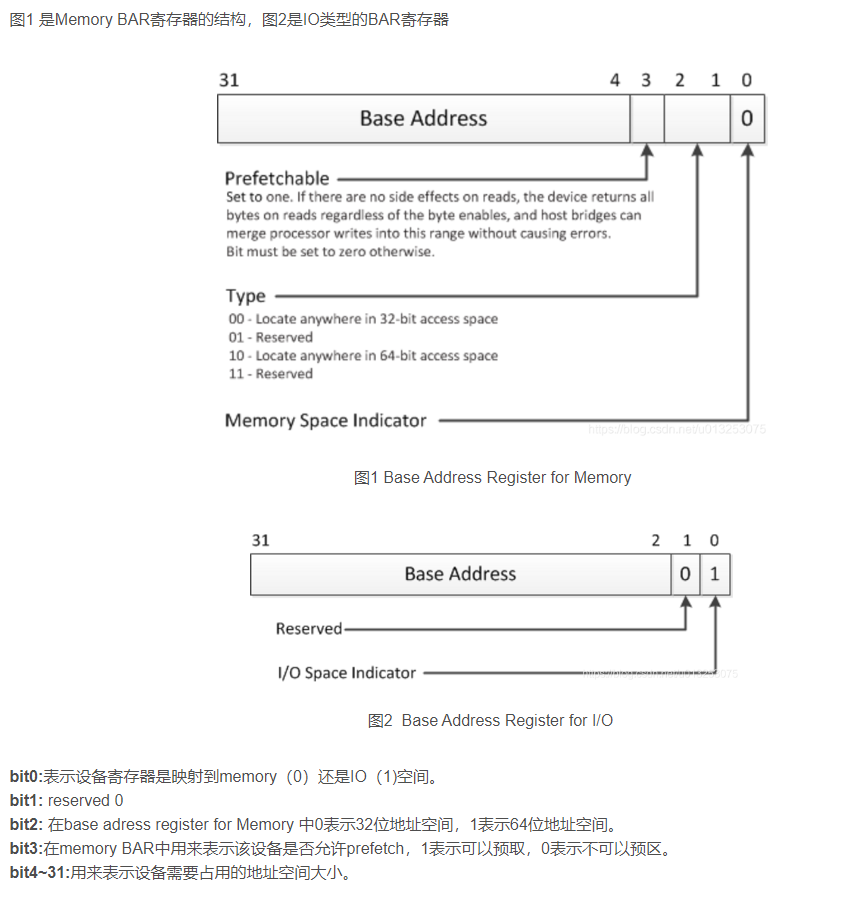 图1 是Memory BAR寄存器的结构，图2是IO类型的BAR寄存器
31 4 3 2 1 0
Base Address 0
Prefetchable
Set to one. If there are no side effects on reads, the device returns all
bytes on reads regardless of the byte enables, and host bridges can
merge processor writes into this range without causing errors.
Bit must be set to zero otherwise.
Type
00 - Locate anywhere in 32-bit access space
01 - Reserved
10 - Locate anywhere in 64-bit access space
11 - Reserved
Memory Space Indicator
https://blog.csdn.net/u013253075
图1 Base Address Register for Memory
31 2 1 0
Base Address 0 1
Reserved
I/O Space Indicator
https://blog.csdn.net/u013253075
图2 Base Address Register for I/O
bit0:表示设备寄存器是映射到memory（0）还是IO（1)空间。
bit1: reserved 0
bit2: 在base adress register for Memory 中0表示32位地址空间，1表示64位地址空间。
bit3:在memory BAR中用来表示该设备是否允许prefetch，1表示可以预取，0表示不可以预区。
bit4~31:用来表示设备需要占用的地址空间大小。